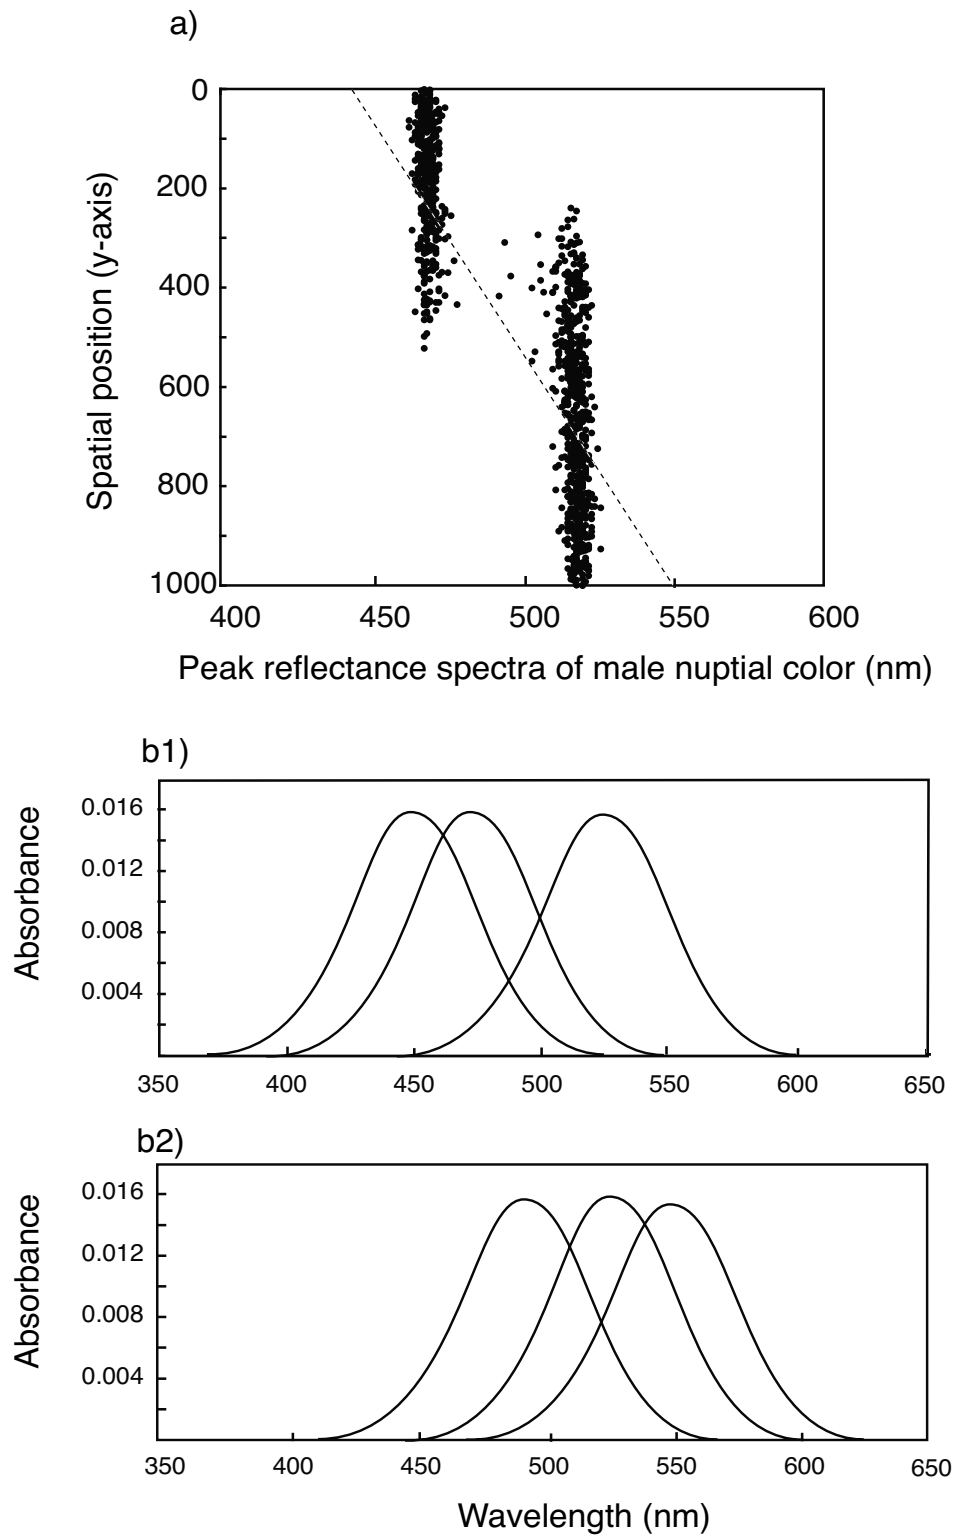 a)
Spatial position (y-axis)
0
200
400
600
800
1000
400 450 500 550 600
Peak reflectance spectra of male nuptial color (nm)
b1)
Absorbance
0.016
0.012
0.008
0.004
350 400 450 500 550 600 650
b2)
Absorbance
0.016
0.012
0.008
0.004
350 400 450 500 550 600 650
Wavelength (nm)